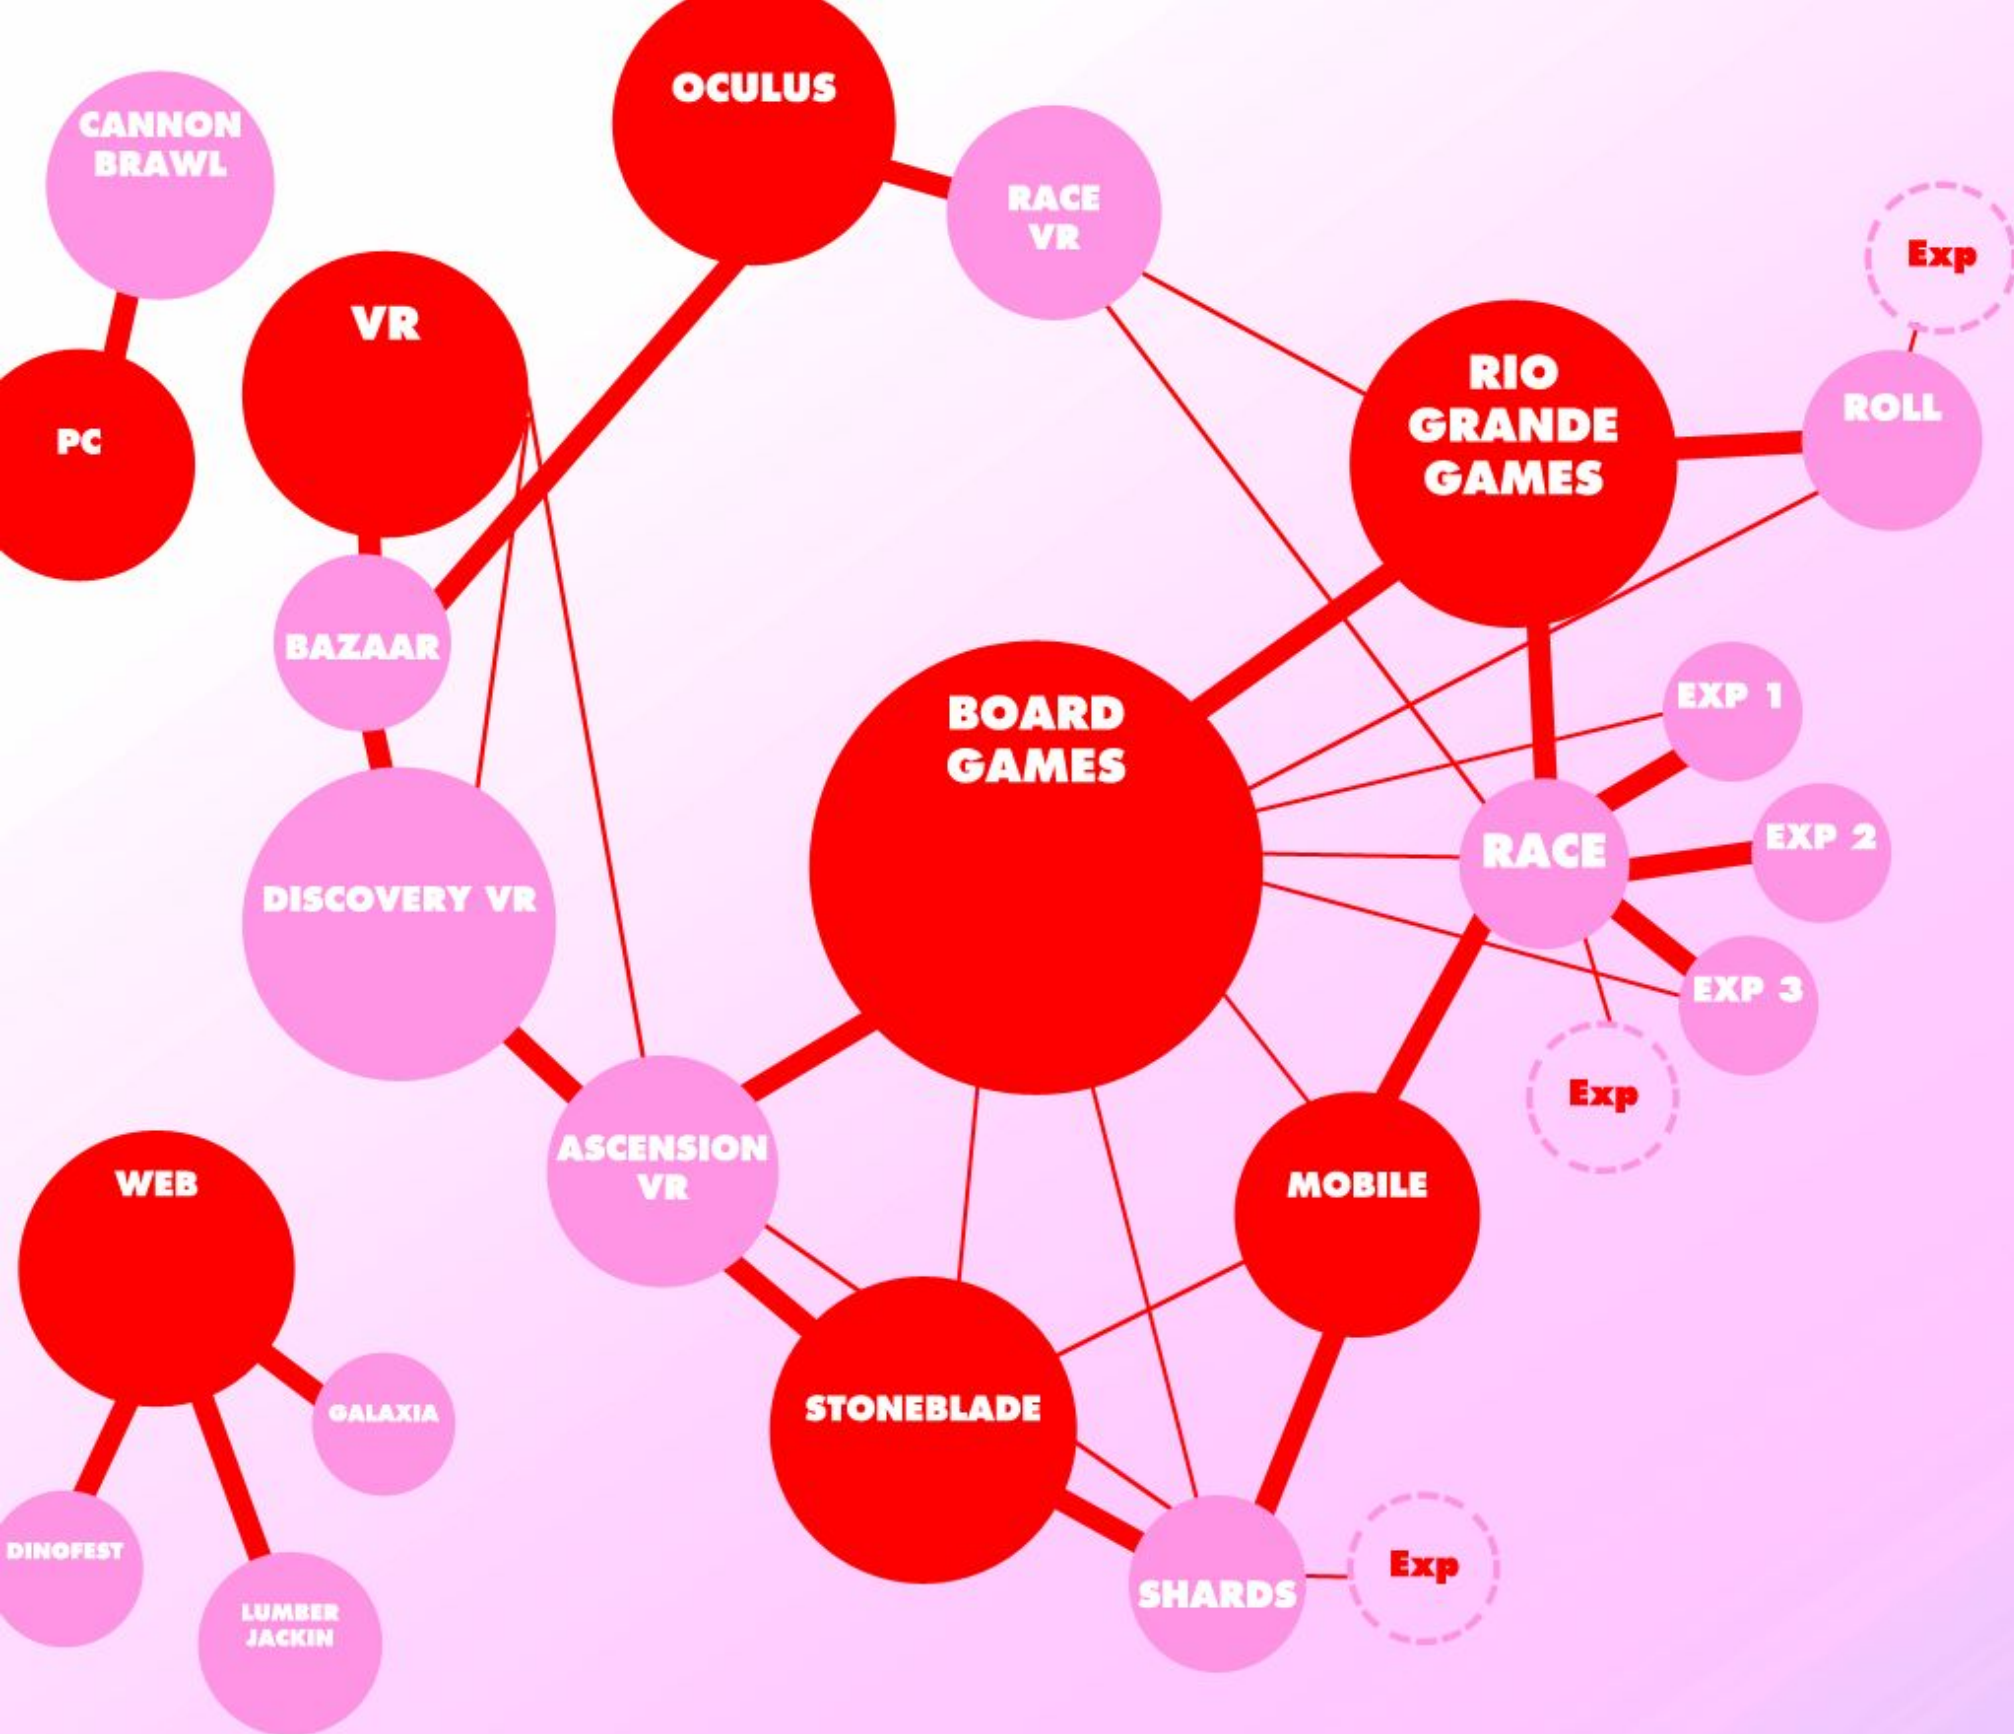 OCULUS
CANNON
BRAWL
RACE
VR
Exp
VR
RIO
GRANDE
GAMES
ROLL
PC
BAZAAR
EXP 1
BOARD
GAMES
EXP 2
RACE
DISCOVERY VR
EXP 3
Exp
ASCENSION
VR
WEB
MOBILE
GALAXIA
STONEBLADE
DINOFEST
Exp
SHARDS
LUMBER
JACKIN